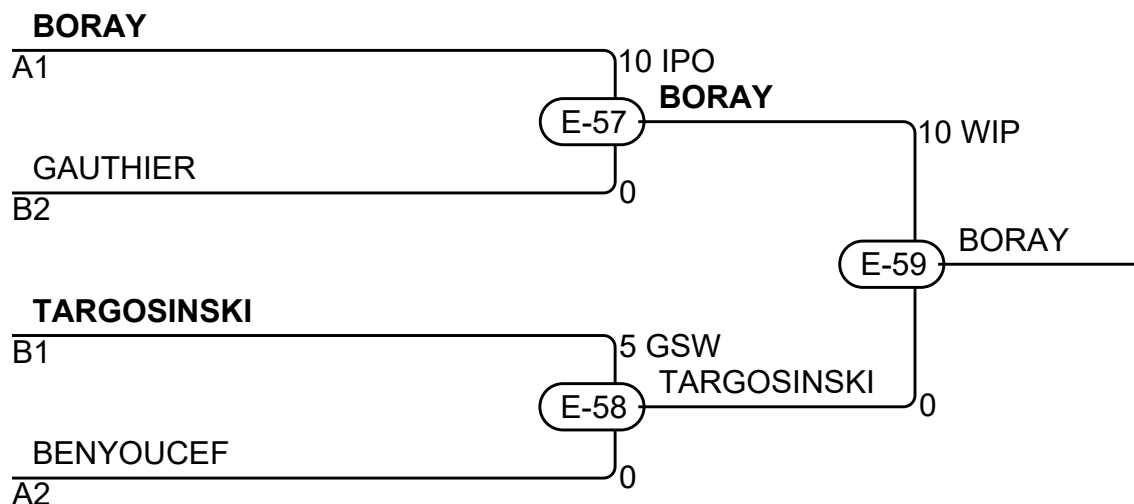 BORAY
A1
10 IPO
BORAY
E-57
10 WIP
GAUTHIER
B2
0
BORAY
E-59
TARGOSINSKI
B1
5 GSW
TARGOSINSKI
E-58
0
BENYOUCEF
A2
0